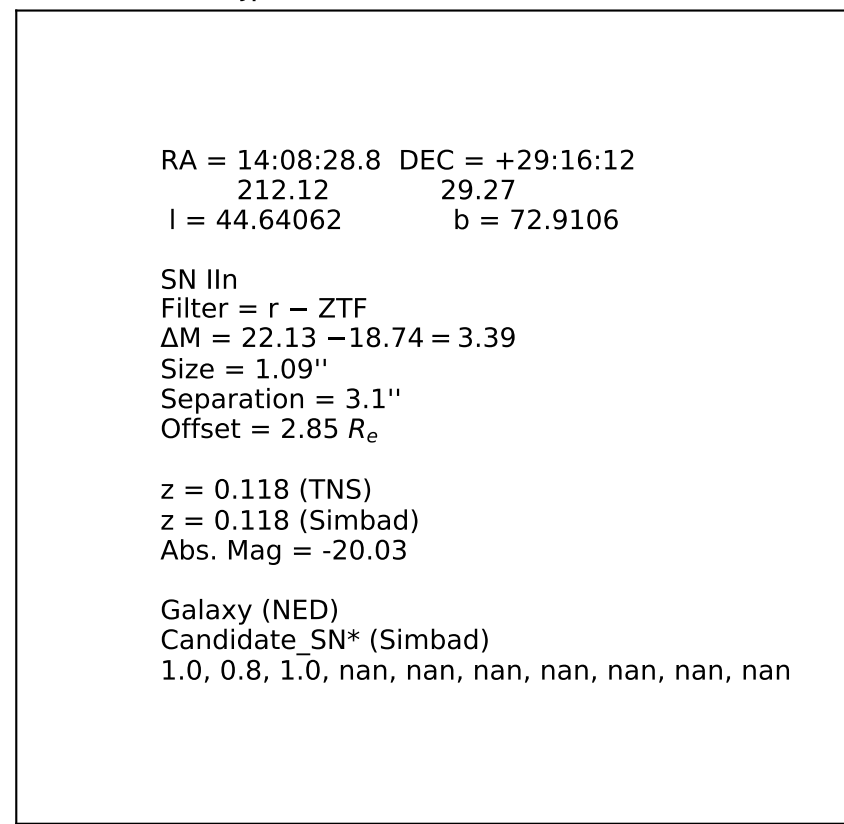 RA = 14:08:28.8 DEC = +29:16:12
212.12 29.27
l = 44.64062 b = 72.9106
SN IIn
Filter = r − ZTF
ΔM = 22.13 −18.74 = 3.39
Size = 1.09''
Separation = 3.1''
Offset = 2.85 Rₑ
z = 0.118 (TNS)
z = 0.118 (Simbad)
Abs. Mag = -20.03
Galaxy (NED)
Candidate_SN* (Simbad)
1.0, 0.8, 1.0, nan, nan, nan, nan, nan, nan, nan